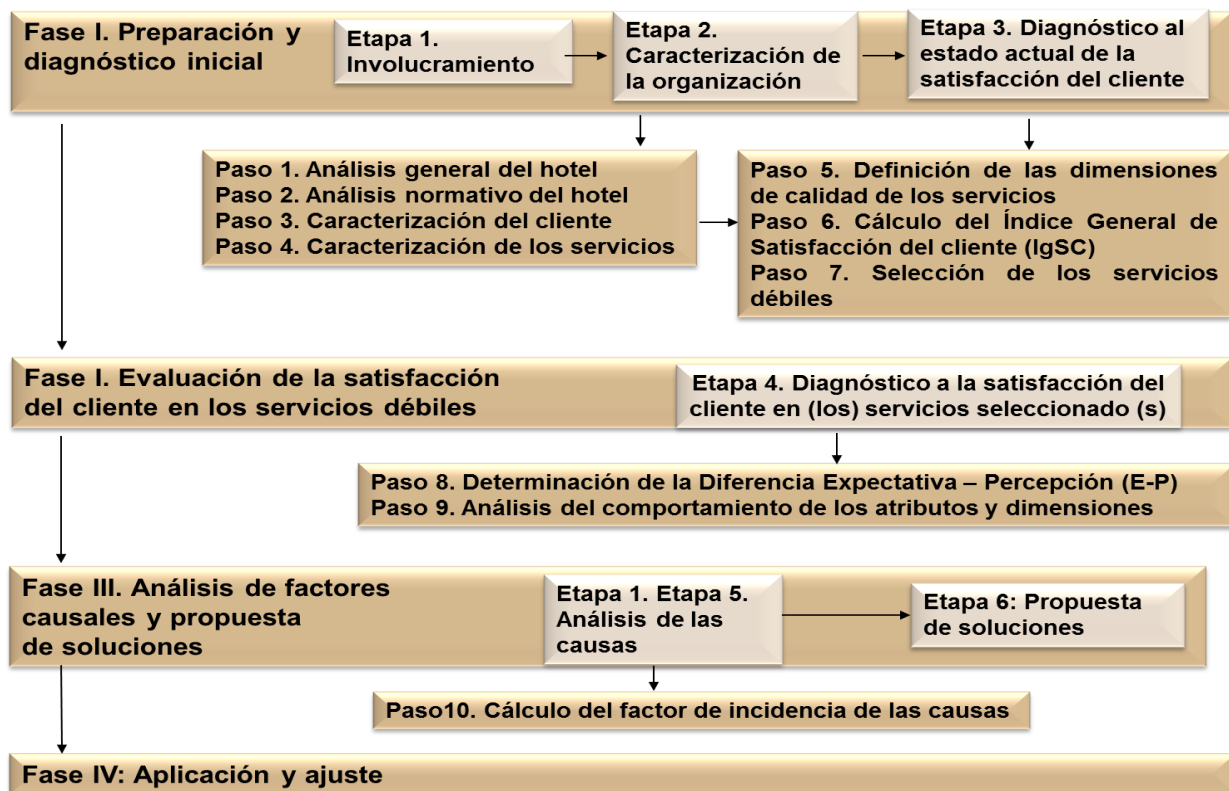 Fase I. Preparación y
diagnóstico inicial
Etapa 1.
Involucramiento
Etapa 2.
Caracterización de
la organización
Etapa 3. Diagnóstico al
estado actual de la
satisfacción del cliente
Paso 1. Análisis general del hotel
Paso 2. Análisis normativo del hotel
Paso 3. Caracterización del cliente
Paso 4. Caracterización de los servicios
Paso 5. Definición de las dimensiones
de calidad de los servicios
Paso 6. Cálculo del Índice General de
Satisfacción del cliente (IgSC)
Paso 7. Selección de los servicios
débiles
Fase I. Evaluación de la satisfacción
del cliente en los servicios débiles
Etapa 4. Diagnóstico a la satisfacción del
cliente en (los) servicios seleccionado (s)
Paso 8. Determinación de la Diferencia Expectativa – Percepción (E-P)
Paso 9. Análisis del comportamiento de los atributos y dimensiones
Fase III. Análisis de factores
causales y propuesta
de soluciones
Etapa 1. Etapa 5.
Análisis de las
causas
Etapa 6: Propuesta
de soluciones
Paso10. Cálculo del factor de incidencia de las causas
Fase IV: Aplicación y ajuste